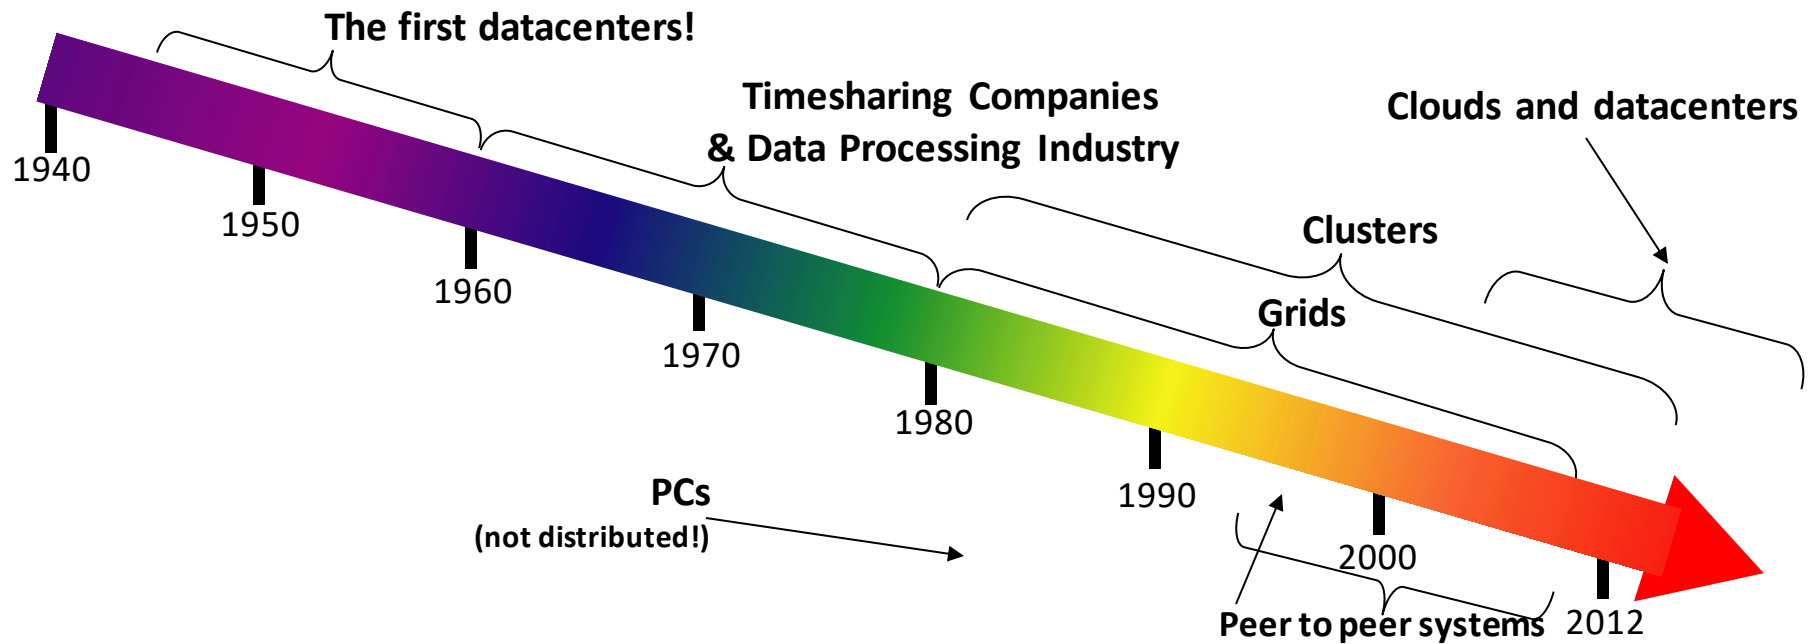 The first datacenters!
Timesharing Companies
& Data Processing Industry
Clouds and datacenters
Clusters
Grids
1940
1950
1960
1970
1980
1990
2000
2012
PCs
(not distributed!)
Peer to peer systems